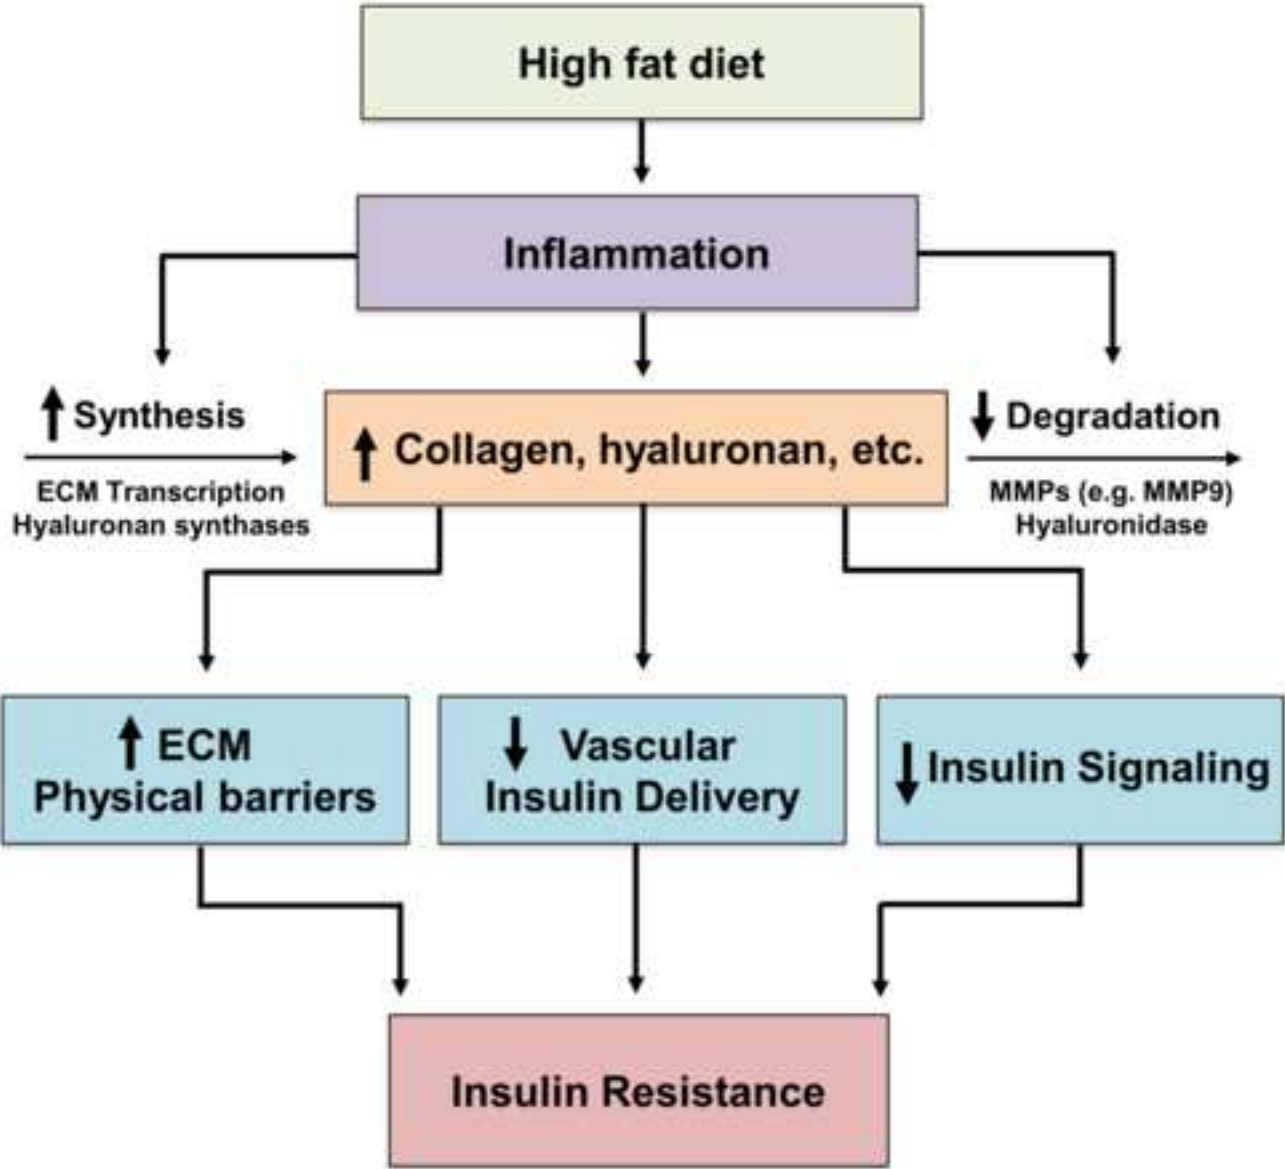 High fat diet
Inflammation
Synthesis
ECM Transcription
Hyaluronan synthases
Collagen, hyaluronan, etc.
Degradation
MMPs (e.g. MMP9)
Hyaluronidase
ECM
Physical barriers
Vascular
Insulin Delivery
Insulin Signaling
Insulin Resistance